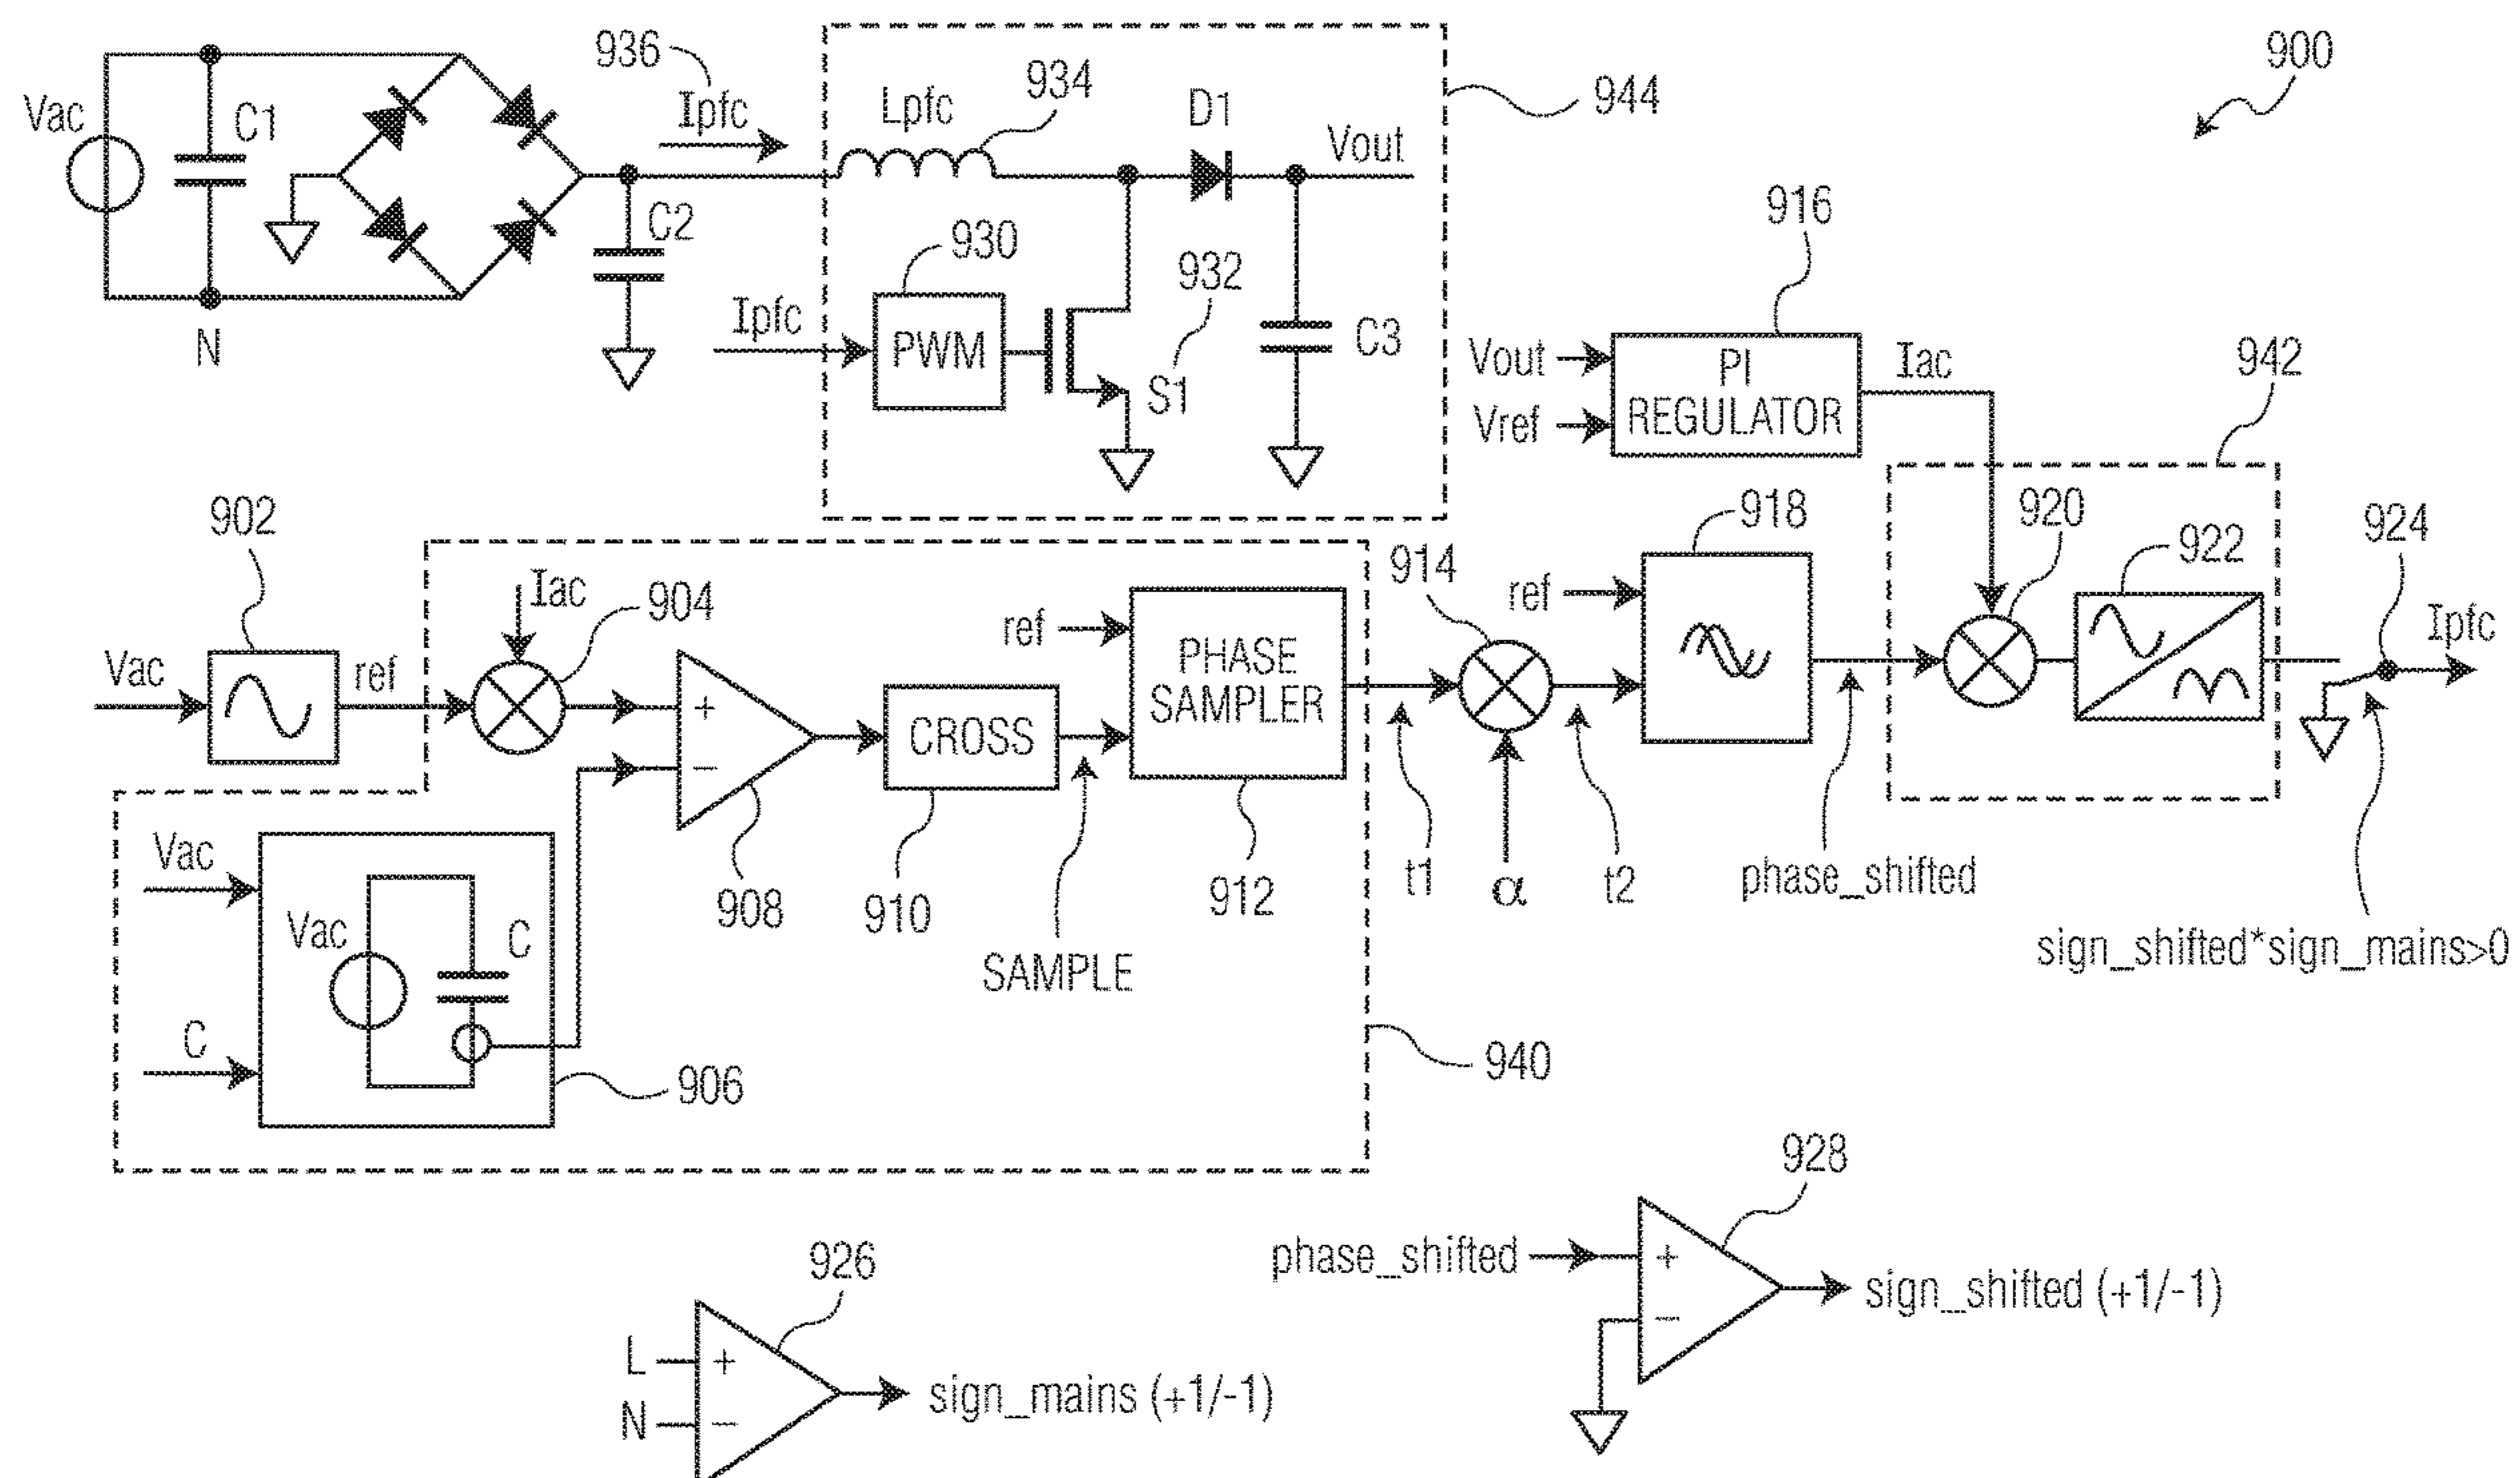 936
900
934
944
Vac
C1
Ipfc
Lpfc
D1
Vout
916
C2
930
932
Ipfc
PWM
S1
C3
N
Vout
Vref
PI
REGULATOR
Iac
942
902
Iac
904
914
918
920
922
924
Vac
ref
ref
PHASE
SAMPLER
ref
Ipfc
+
−
CROSS
Vac
Vac
C
C
906
908
910
SAMPLE
912
t1
α
t2
phase_shifted
sign_shifted*sign_mains>0
940
926
928
phase_shifted
+
−
sign_shifted (+1/-1)
L
N
+
−
sign_mains (+1/-1)